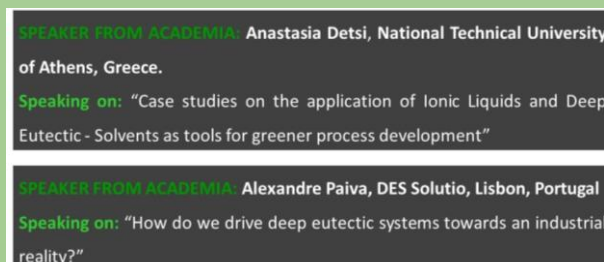 SPEAKER FROM ACADEMIA: Anastasia Detsi, National Technical University
of Athens, Greece.
Speaking on: “Case studies on the application of Ionic Liquids and Deep
Eutectic - Solvents as tools for greener process development”
SPEAKER FROM ACADEMIA: Alexandre Paiva, DES Solutio, Lisbon, Portugal
Speaking on: “How do we drive deep eutectic systems towards an industrial
reality?”